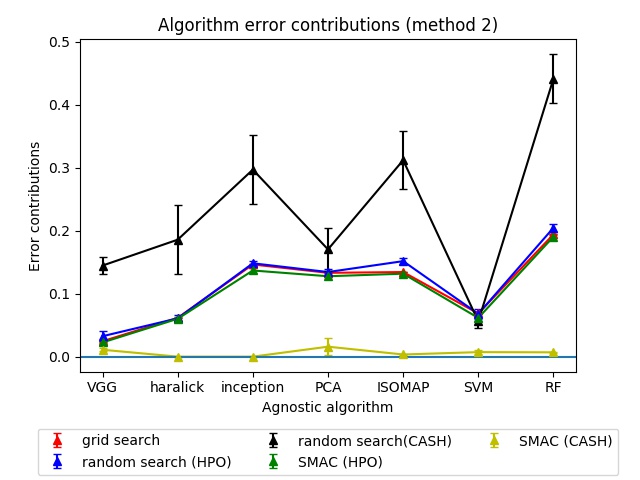 Algorithm error contributions (method 2)
Error contributions
0.5
0.4
0.3
0.2
0.1
0.0
VGG haralick inception PCA ISOMAP SVM RF
Agnostic algorithm
grid search random search(CASH) SMAC (CASH)
random search (HPO) SMAC (HPO)